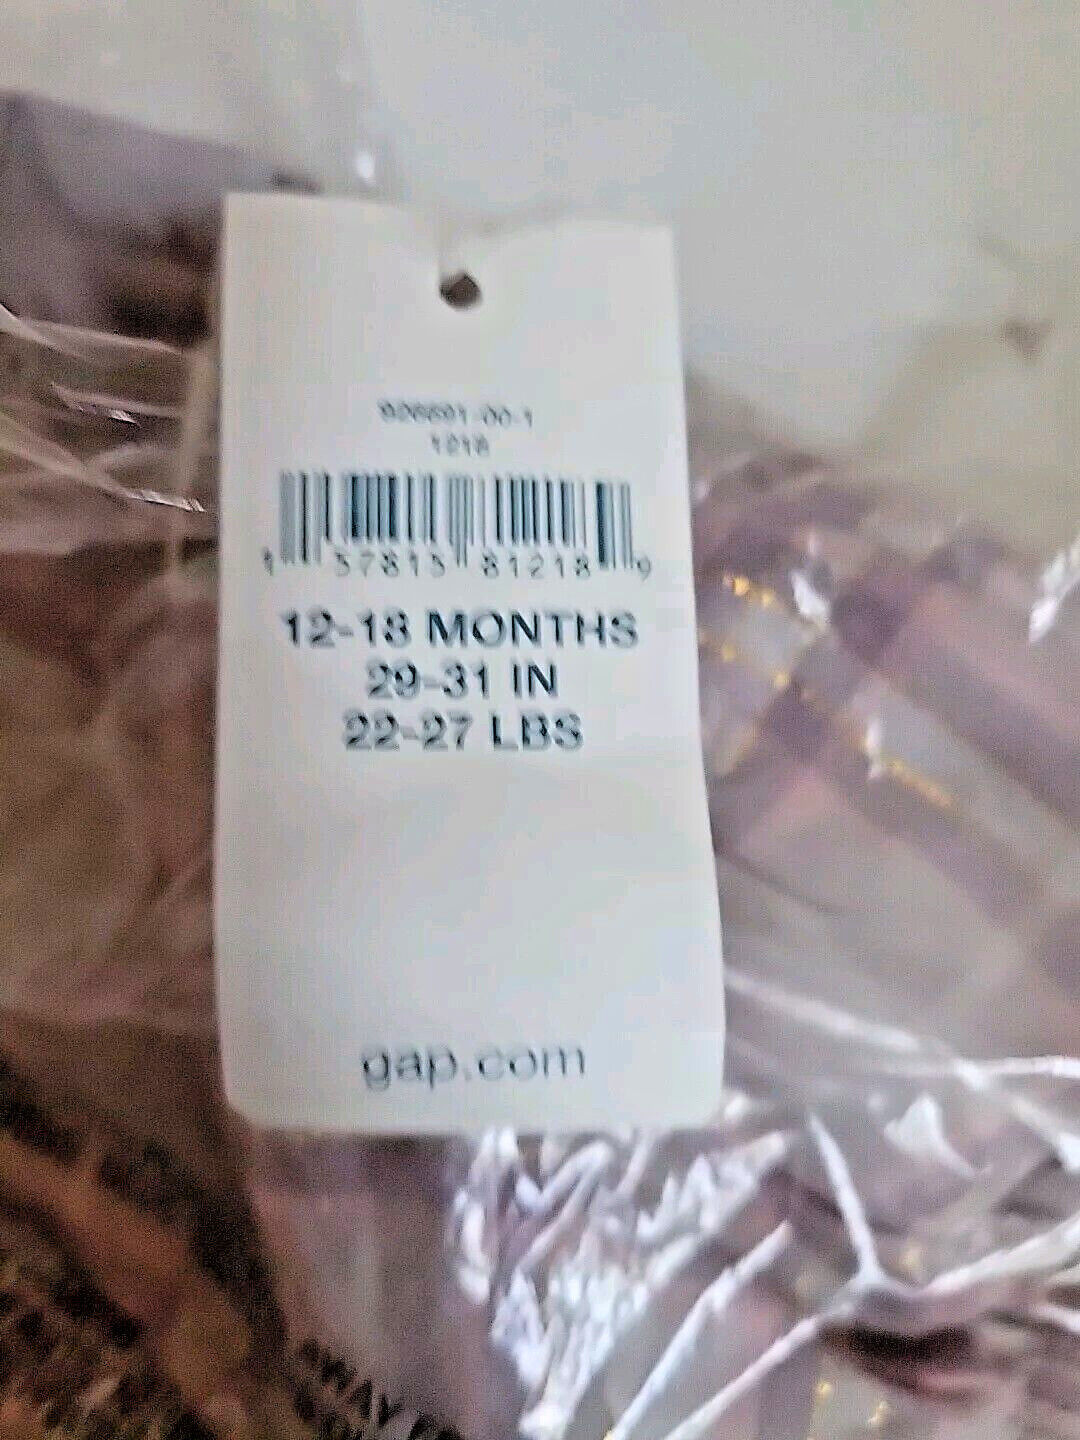 1218
1 57815 81218 9
12-18 MONTHS
29-31 IN
22-27 LBS
gap.com